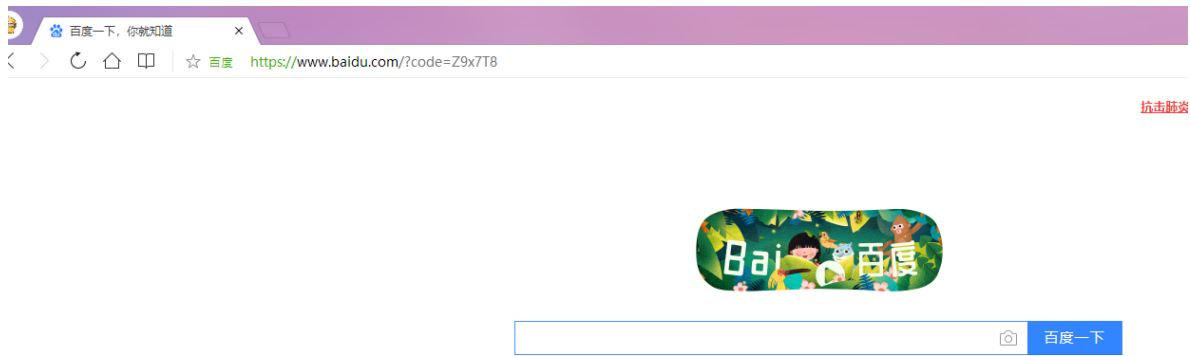 百度一下，你就知道
百度 https://www.baidu.com/?code=Z9x7T8
抗击肺炎
Bai 百度
百度一下